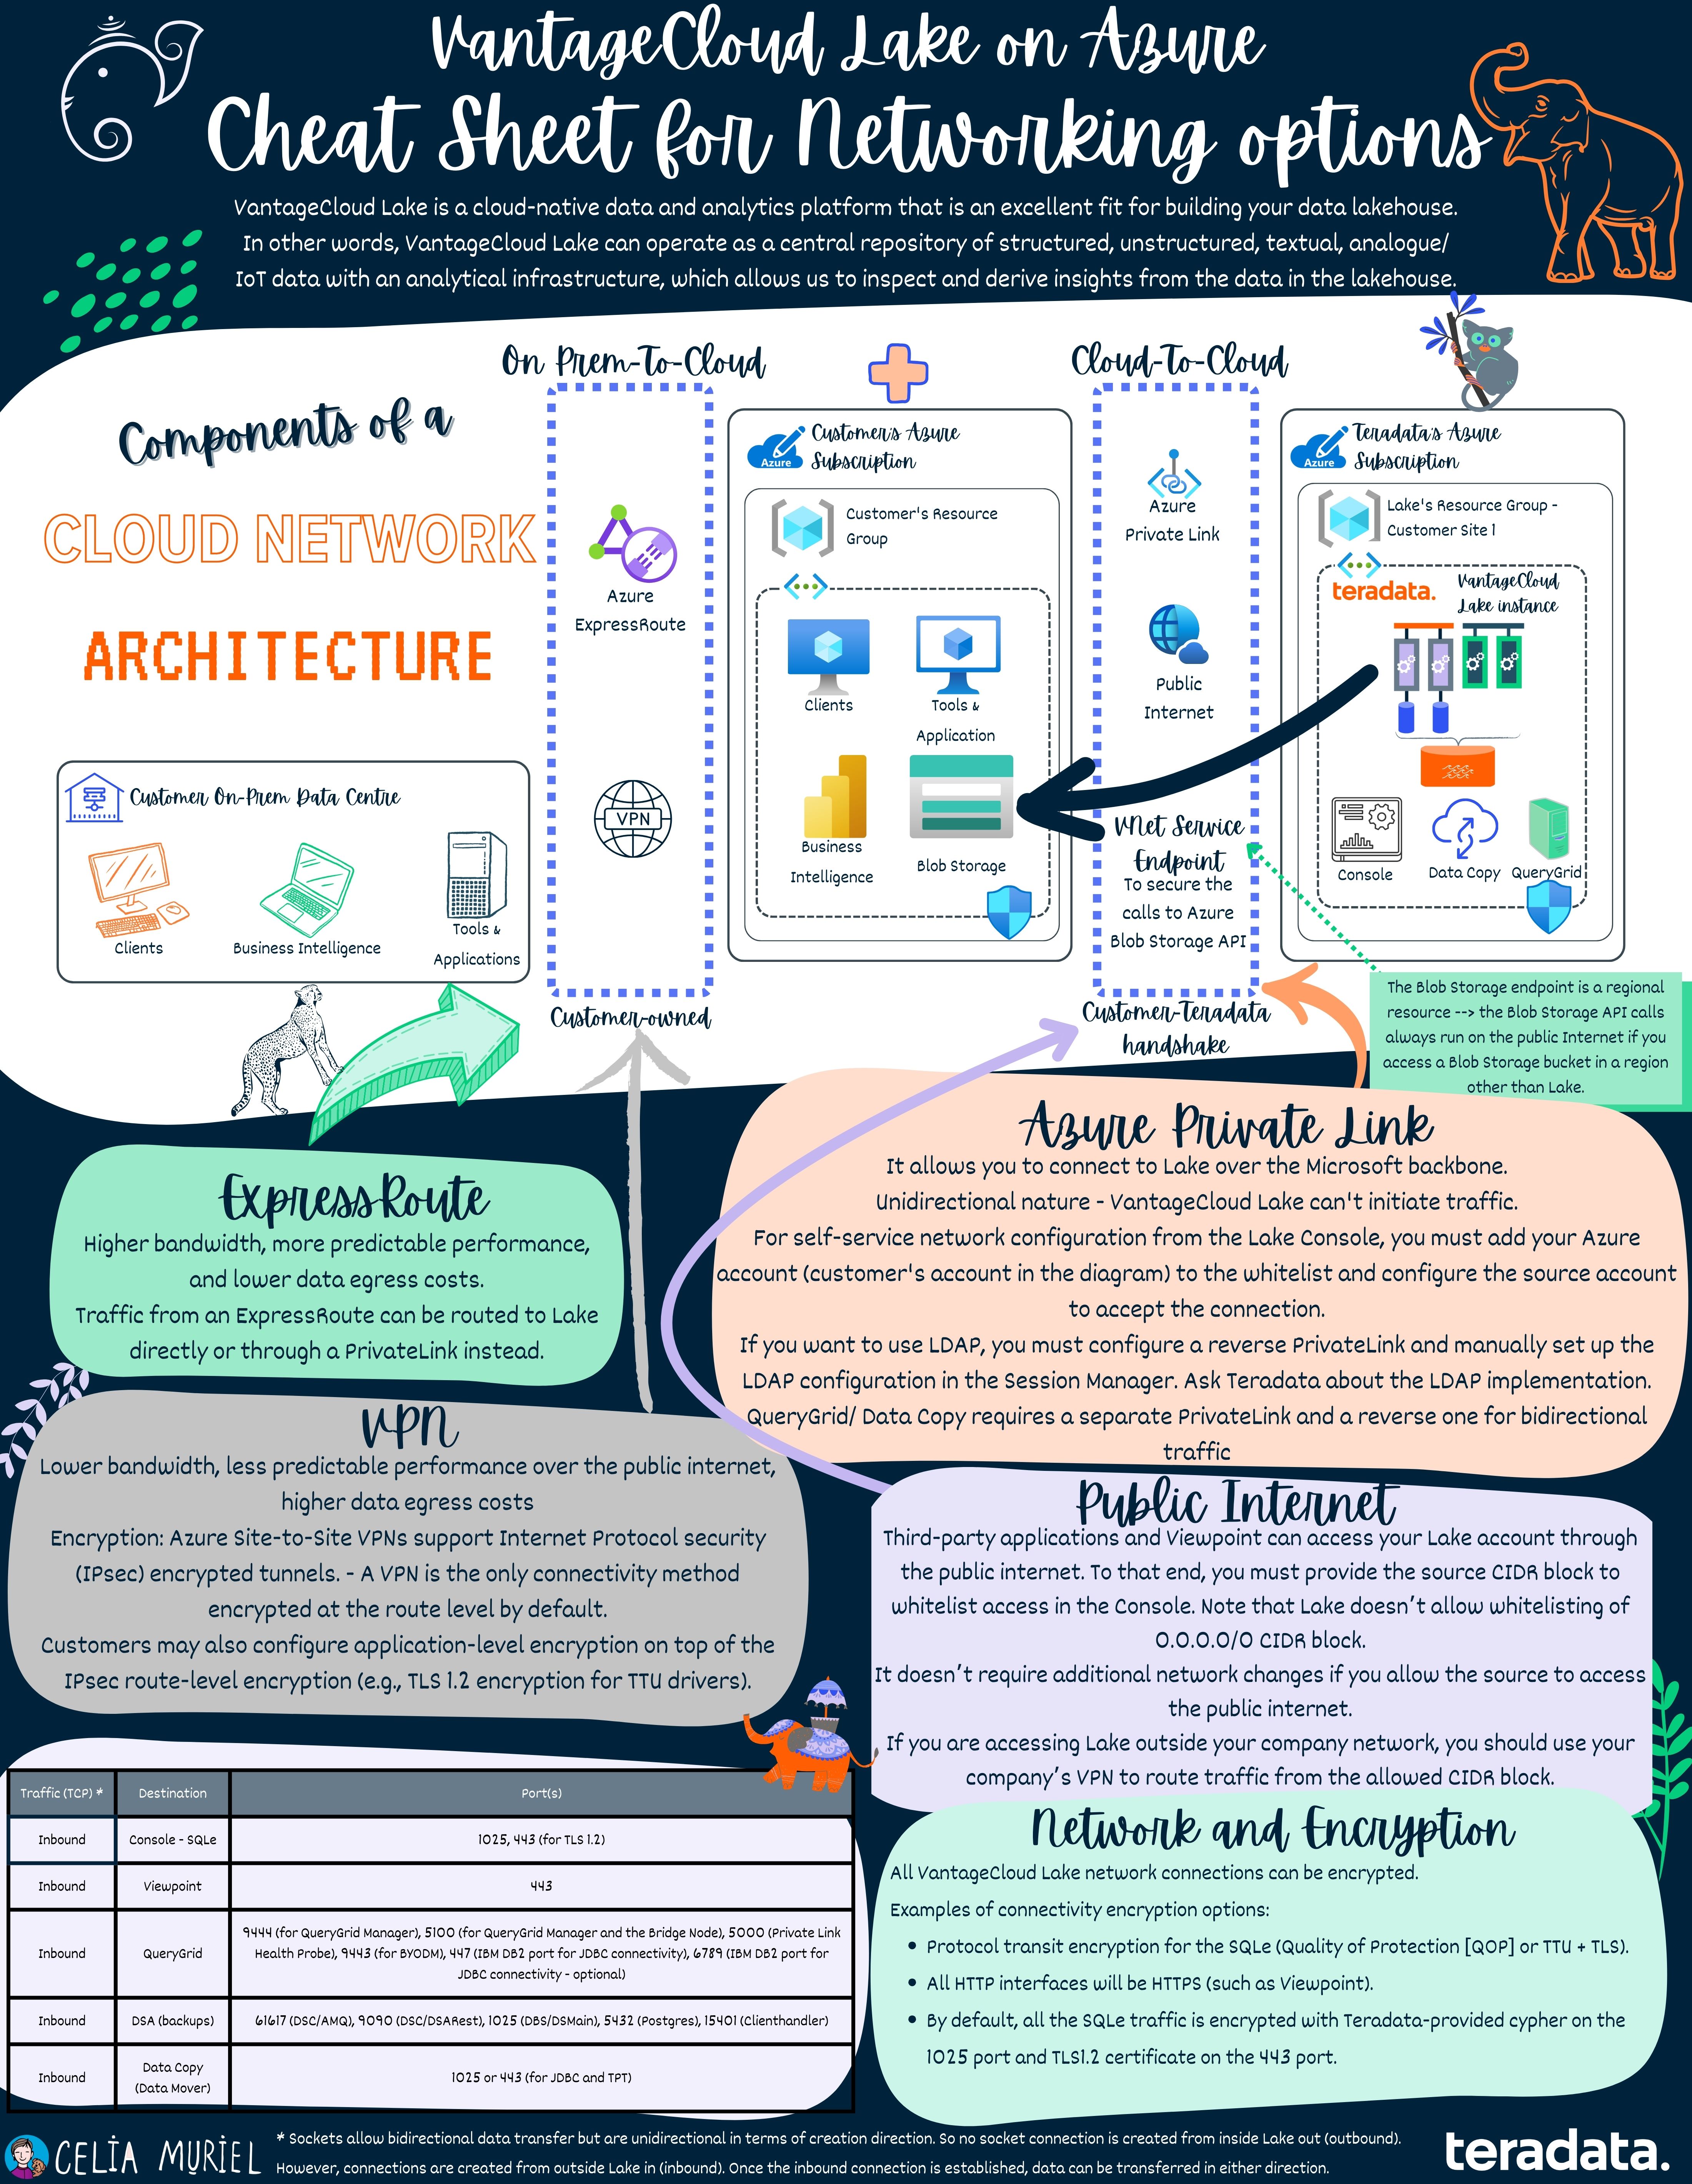 VantageCloud Lake on Azure
Cheat Sheet for Networking options
VantageCloud Lake is a cloud-native data and analytics platform that is an excellent fit for building your data lakehouse.
In other words, VantageCloud Lake can operate as a central repository of structured, unstructured, textual, analogue/
IoT data with an analytical infrastructure, which allows us to inspect and derive insights from the data in the lakehouse.
Components of a
CLOUD NETWORK
ARCHITECTURE
Customer On-Prem Data Centre
Clients
Business Intelligence
Tools &
Applications
On Prem-To-Cloud
Azure
ExpressRoute
VPN
Customer-owned
Azure
Customer's Azure
Subscription
Customer's Resource
Group
Clients
Tools &
Application
Business
Intelligence
Blob Storage
Cloud-To-Cloud
Azure
Private Link
Public
Internet
VNet Service
Endpoint
To secure the
calls to Azure
Blob Storage API
Customer-Teradata
handshake
Azure
Teradata's Azure
Subscription
Lake's Resource Group -
Customer Site 1
teradata.
VantageCloud
Lake instance
Console
Data Copy
QueryGrid
The Blob Storage endpoint is a regional
resource --> the Blob Storage API calls
always run on the public Internet if you
access a Blob Storage bucket in a region
other than Lake.
ExpressRoute
Higher bandwidth, more predictable performance,
and lower data egress costs.
Traffic from an ExpressRoute can be routed to Lake
directly or through a PrivateLink instead.
Azure Private Link
It allows you to connect to Lake over the Microsoft backbone.
Unidirectional nature - VantageCloud Lake can't initiate traffic.
For self-service network configuration from the Lake Console, you must add your Azure
account (customer's account in the diagram) to the whitelist and configure the source account
to accept the connection.
If you want to use LDAP, you must configure a reverse PrivateLink and manually set up the
LDAP configuration in the Session Manager. Ask Teradata about the LDAP implementation.
QueryGrid/ Data Copy requires a separate PrivateLink and a reverse one for bidirectional
traffic
VPN
Lower bandwidth, less predictable performance over the public internet,
higher data egress costs
Encryption: Azure Site-to-Site VPNs support Internet Protocol security
(IPsec) encrypted tunnels. - A VPN is the only connectivity method
encrypted at the route level by default.
Customers may also configure application-level encryption on top of the
IPsec route-level encryption (e.g., TLS 1.2 encryption for TTU drivers).
Public Internet
Third-party applications and Viewpoint can access your Lake account through
the public internet. To that end, you must provide the source CIDR block to
whitelist access in the Console. Note that Lake doesn't allow whitelisting of
0.0.0.0/0 CIDR block.
It doesn't require additional network changes if you allow the source to access
the public internet.
If you are accessing Lake outside your company network, you should use your
company's VPN to route traffic from the allowed CIDR block.
Traffic (TCP) * Destination Port(s)
Inbound Console - SQLe 1025, 443 (for TLS 1.2)
Inbound Viewpoint 443
Inbound QueryGrid 9444 (for QueryGrid Manager), 5100 (for QueryGrid Manager and the Bridge Node), 5000 (Private Link
Health Probe), 9443 (for BYODM), 447 (IBM DB2 port for JDBC connectivity), 6789 (IBM DB2 port for
JDBC connectivity - optional)
Inbound DSA (backups) 61617 (DSC/AMQ), 9090 (DSC/DSARest), 1025 (DBS/DSMain), 5432 (Postgres), 15401 (Clienthandler)
Inbound Data Copy
(Data Mover) 1025 or 443 (for JDBC and TPT)
Network and Encryption
All VantageCloud Lake network connections can be encrypted.
Examples of connectivity encryption options:
• Protocol transit encryption for the SQLe (Quality of Protection [QOP] or TTU + TLS).
• All HTTP interfaces will be HTTPS (such as Viewpoint).
• By default, all the SQLe traffic is encrypted with Teradata-provided cypher on the
1025 port and TLS1.2 certificate on the 443 port.
CELIA MURIEL
* Sockets allow bidirectional data transfer but are unidirectional in terms of creation direction. So no socket connection is created from inside Lake out (outbound).
However, connections are created from outside Lake in (inbound). Once the inbound connection is established, data can be transferred in either direction.
teradata.